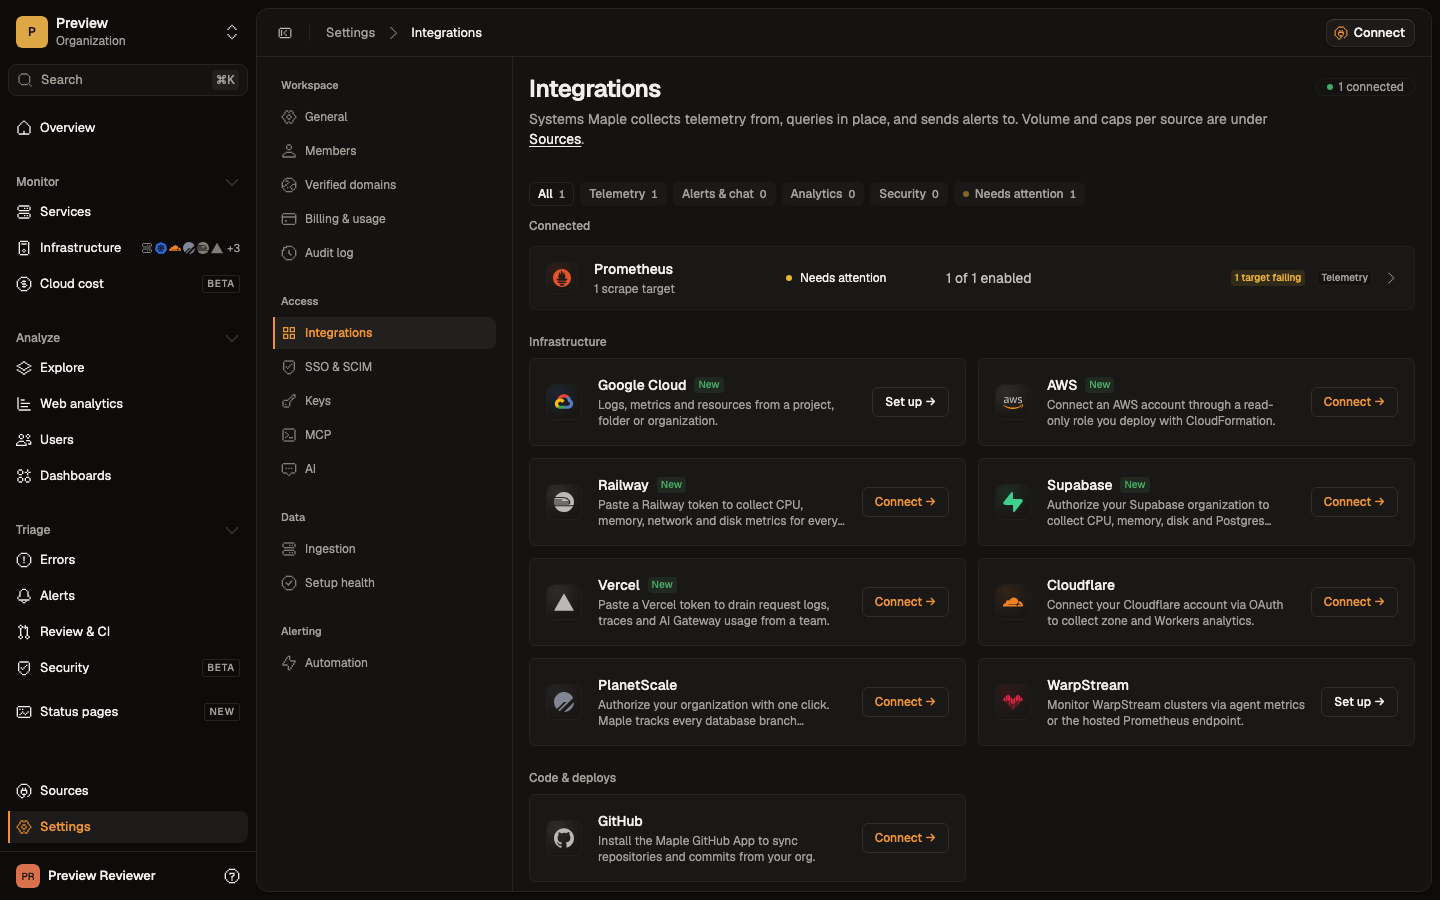 P
Preview
Organization
Search
⌘K
Overview
Monitor
Services
Infrastructure
+3
Cloud cost
BETA
Analyze
Explore
Web analytics
Users
Dashboards
Triage
Errors
Alerts
Review & CI
Security
BETA
Status pages
NEW
Sources
Settings
PR
Preview Reviewer
Settings
Integrations
Connect
Workspace
General
Members
Verified domains
Billing & usage
Audit log
Access
Integrations
SSO & SCIM
Keys
MCP
AI
Data
Ingestion
Setup health
Alerting
Automation
Integrations
1 connected
Systems Maple collects telemetry from, queries in place, and sends alerts to. Volume and caps per source are under
Sources.
All 1
Telemetry 1
Alerts & chat 0
Analytics 0
Security 0
Needs attention 1
Connected
Prometheus
1 scrape target
Needs attention
1 of 1 enabled
1 target failing
Telemetry
Infrastructure
Google Cloud New
Logs, metrics and resources from a project,
folder or organization.
Set up →
aws
AWS New
Connect an AWS account through a read-
only role you deploy with CloudFormation.
Connect →
Railway New
Paste a Railway token to collect CPU,
memory, network and disk metrics for every…
Connect →
Supabase New
Authorize your Supabase organization to
collect CPU, memory, disk and Postgres…
Connect →
Vercel New
Paste a Vercel token to drain request logs,
traces and AI Gateway usage from a team.
Connect →
Cloudflare
Connect your Cloudflare account via OAuth
to collect zone and Workers analytics.
Connect →
PlanetScale
Authorize your organization with one click.
Maple tracks every database branch…
Connect →
WarpStream
Monitor WarpStream clusters via agent metrics
or the hosted Prometheus endpoint.
Set up →
Code & deploys
GitHub
Install the Maple GitHub App to sync
repositories and commits from your org.
Connect →